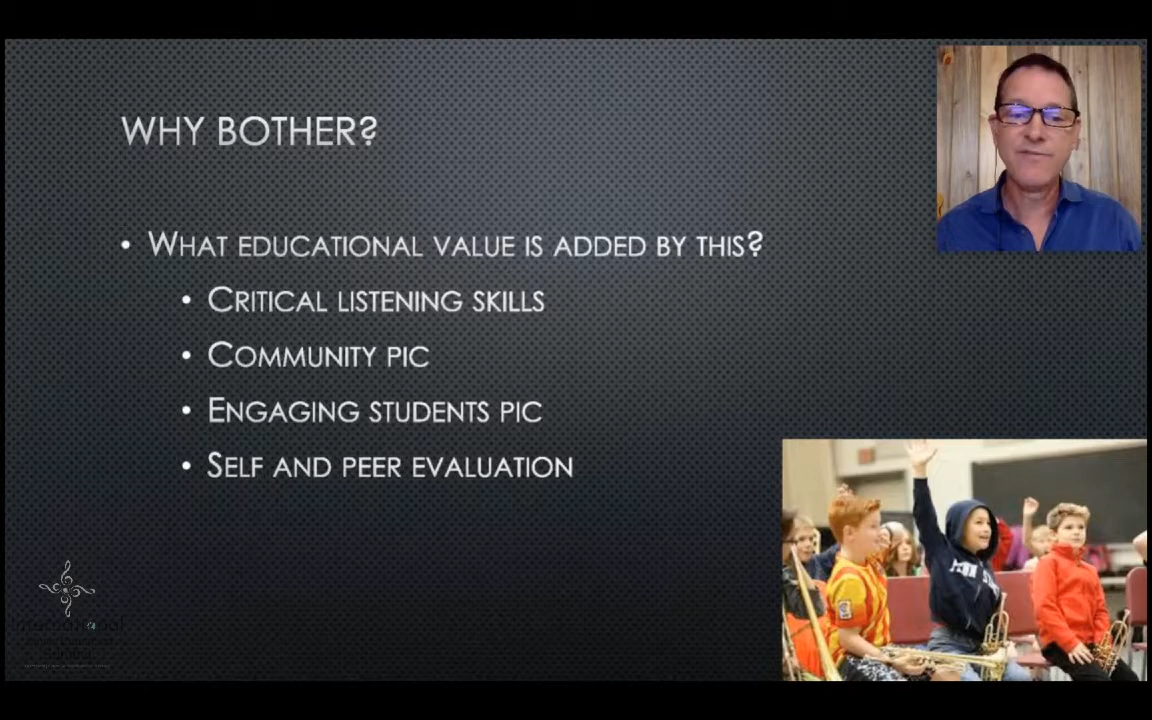 WHY BOTHER?
• WHAT EDUCATIONAL VALUE IS ADDED BY THIS?
• CRITICAL LISTENING SKILLS
• COMMUNITY PIC
• ENGAGING STUDENTS PIC
• SELF AND PEER EVALUATION
International